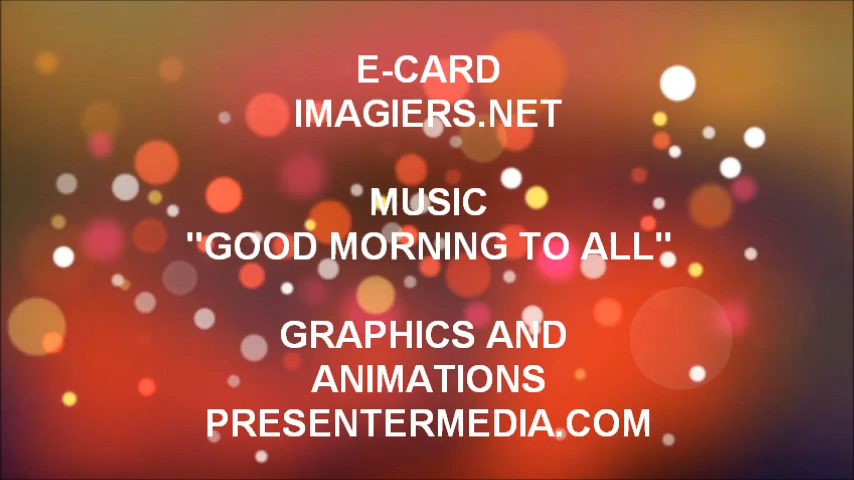 E-CARD
IMAGIERS.NET
MUSIC
"GOOD MORNING TO ALL"
GRAPHICS AND
ANIMATIONS
PRESENTERMEDIA.COM